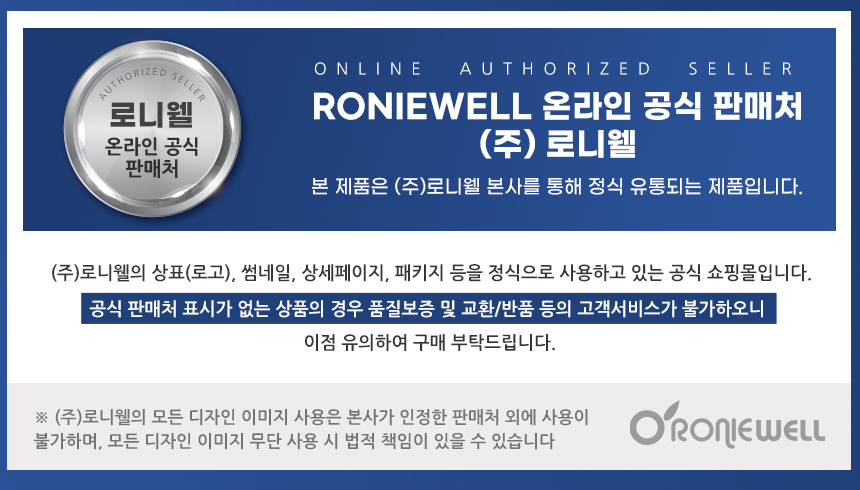 AUTHORIZED SELLER
로니웰
온라인 공식
판매처
ONLINE AUTHORIZED SELLER
RONIEWELL 온라인 공식 판매처
(주) 로니웰
본 제품은 (주)로니웰 본사를 통해 정식 유통되는 제품입니다.
(주)로니웰의 상표(로고), 썸네일, 상세페이지, 패키지 등을 정식으로 사용하고 있는 공식 쇼핑몰입니다.
공식 판매처 표시가 없는 상품의 경우 품질보증 및 교환/반품 등의 고객서비스가 불가하오니
이점 유의하여 구매 부탁드립니다.
※ (주)로니웰의 모든 디자인 이미지 사용은 본사가 인정한 판매처 외에 사용이
불가하며, 모든 디자인 이미지 무단 사용 시 법적 책임이 있을 수 있습니다
RONIEWELL